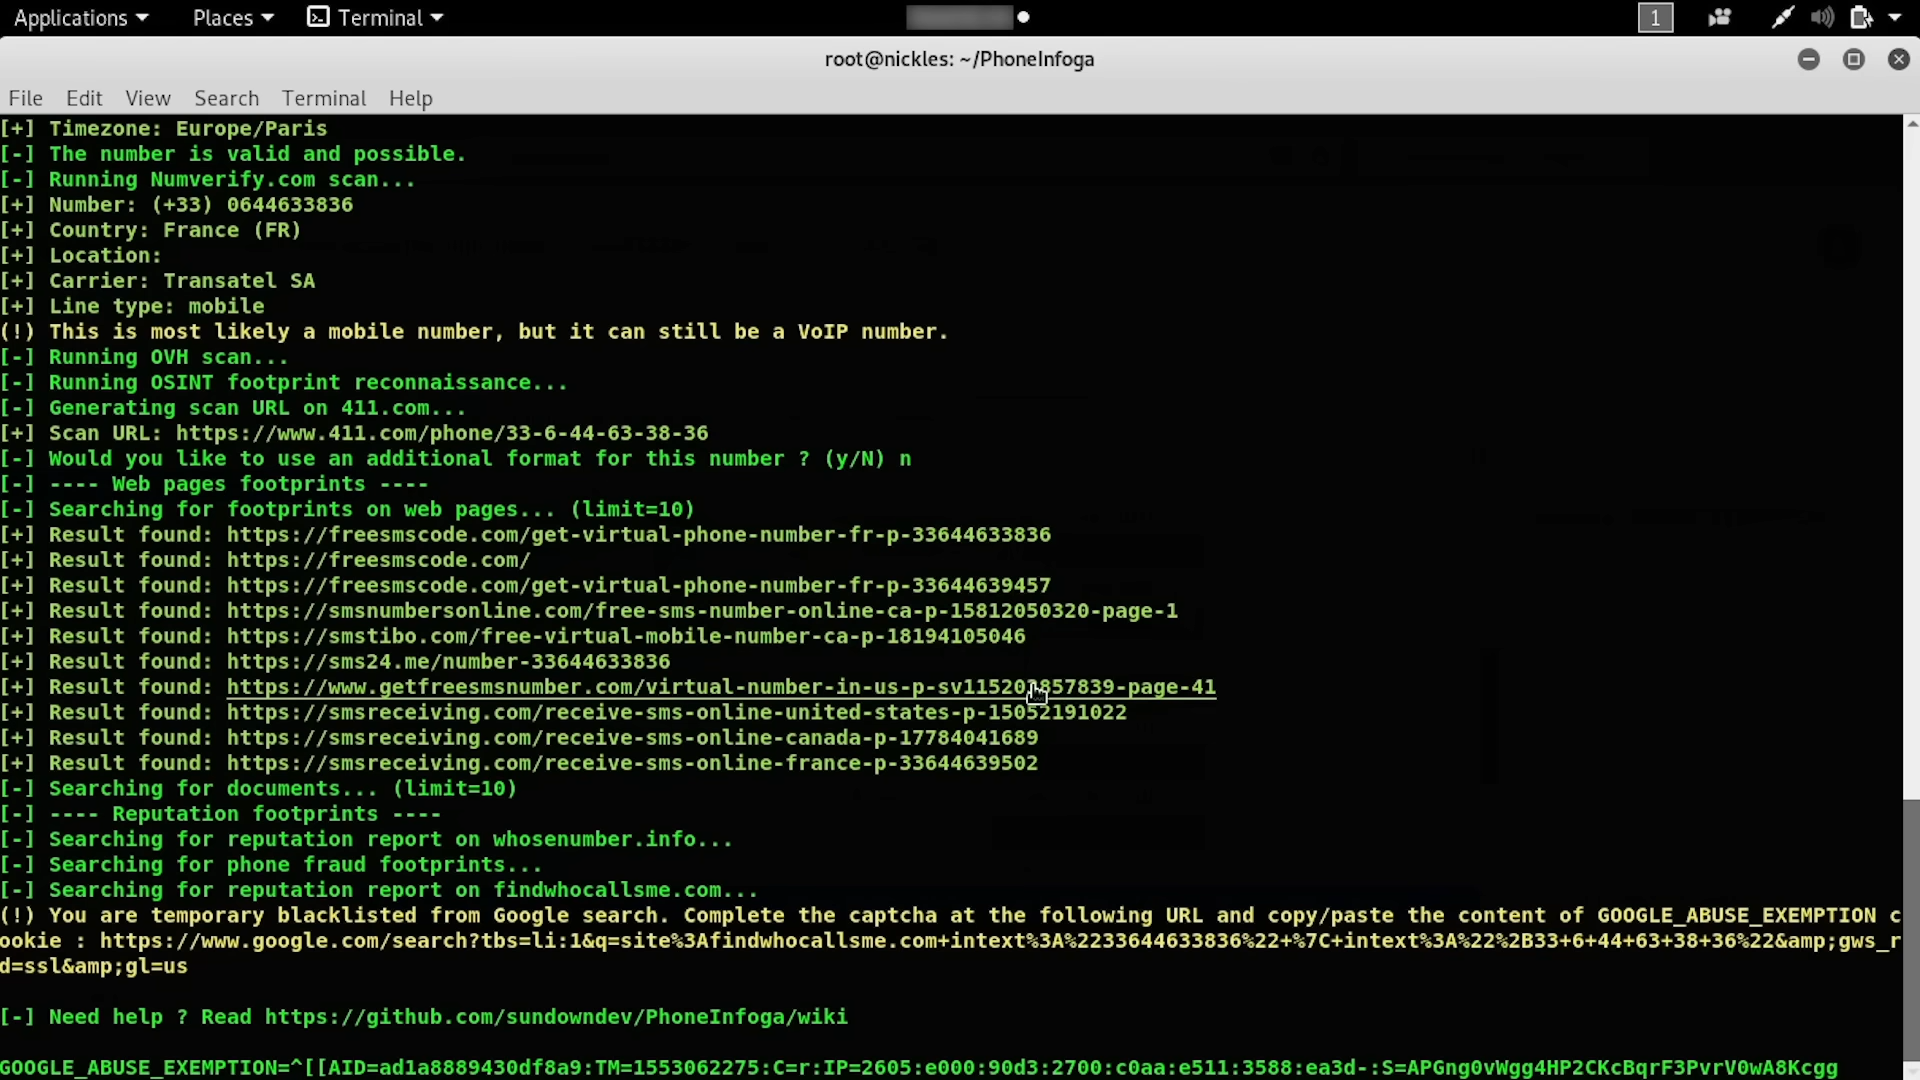 Applications Places Terminal 1
root@nickles: ~/PhoneInfoga
File Edit View Search Terminal Help
[+] Timezone: Europe/Paris
[-] The number is valid and possible.
[-] Running Numverify.com scan...
[+] Number: (+33) 0644633836
[+] Country: France (FR)
[+] Location:
[+] Carrier: Transatel SA
[+] Line type: mobile
(!) This is most likely a mobile number, but it can still be a VoIP number.
[-] Running OVH scan...
[-] Running OSINT footprint reconnaissance...
[-] Generating scan URL on 411.com...
[+] Scan URL: https://www.411.com/phone/33-6-44-63-38-36
[-] Would you like to use an additional format for this number ? (y/N) n
[-] ---- Web pages footprints ----
[-] Searching for footprints on web pages... (limit=10)
[+] Result found: https://freesmscode.com/get-virtual-phone-number-fr-p-33644633836
[+] Result found: https://freesmscode.com/
[+] Result found: https://freesmscode.com/get-virtual-phone-number-fr-p-33644639457
[+] Result found: https://smsnumbersonline.com/free-sms-number-online-ca-p-15812050320-page-1
[+] Result found: https://smstibo.com/free-virtual-mobile-number-ca-p-18194105046
[+] Result found: https://sms24.me/number-33644633836
[+] Result found:
[+] Result found: https://smsreceiving.com/receive-sms-online-united-states-p-15052191022
[+] Result found: https://smsreceiving.com/receive-sms-online-canada-p-17784041689
[+] Result found: https://smsreceiving.com/receive-sms-online-france-p-33644639502
[-] Searching for documents... (limit=10)
[-] ---- Reputation footprints ----
[-] Searching for reputation report on whosenumber.info...
[-] Searching for phone fraud footprints...
[-] Searching for reputation report on findwhocallsme.com...
(!) You are temporary blacklisted from Google search. Complete the captcha at the following URL and copy/paste the content of GOOGLE_ABUSE_EXEMPTION c
ookie : https://www.google.com/search?tbs=li:1&q=site%3Afindwhocallsme.com+intext%3A%2233644633836%22+%7C+intext%3A%22%2B33+6+44+63+38+36%22&amp;gws_r
d=ssl&amp;gl=us
[-] Need help ? Read https://github.com/sundowndev/PhoneInfoga/wiki
GOOGLE_ABUSE_EXEMPTION=^[[AID=ad1a8889430df8a9:TM=1553062275:C=r:IP=2605:e000:90d3:2700:c0aa:e511:3588:ea3d-:S=APGng0vWgg4HP2CKcBqrF3PvrV0wA8Kcgg